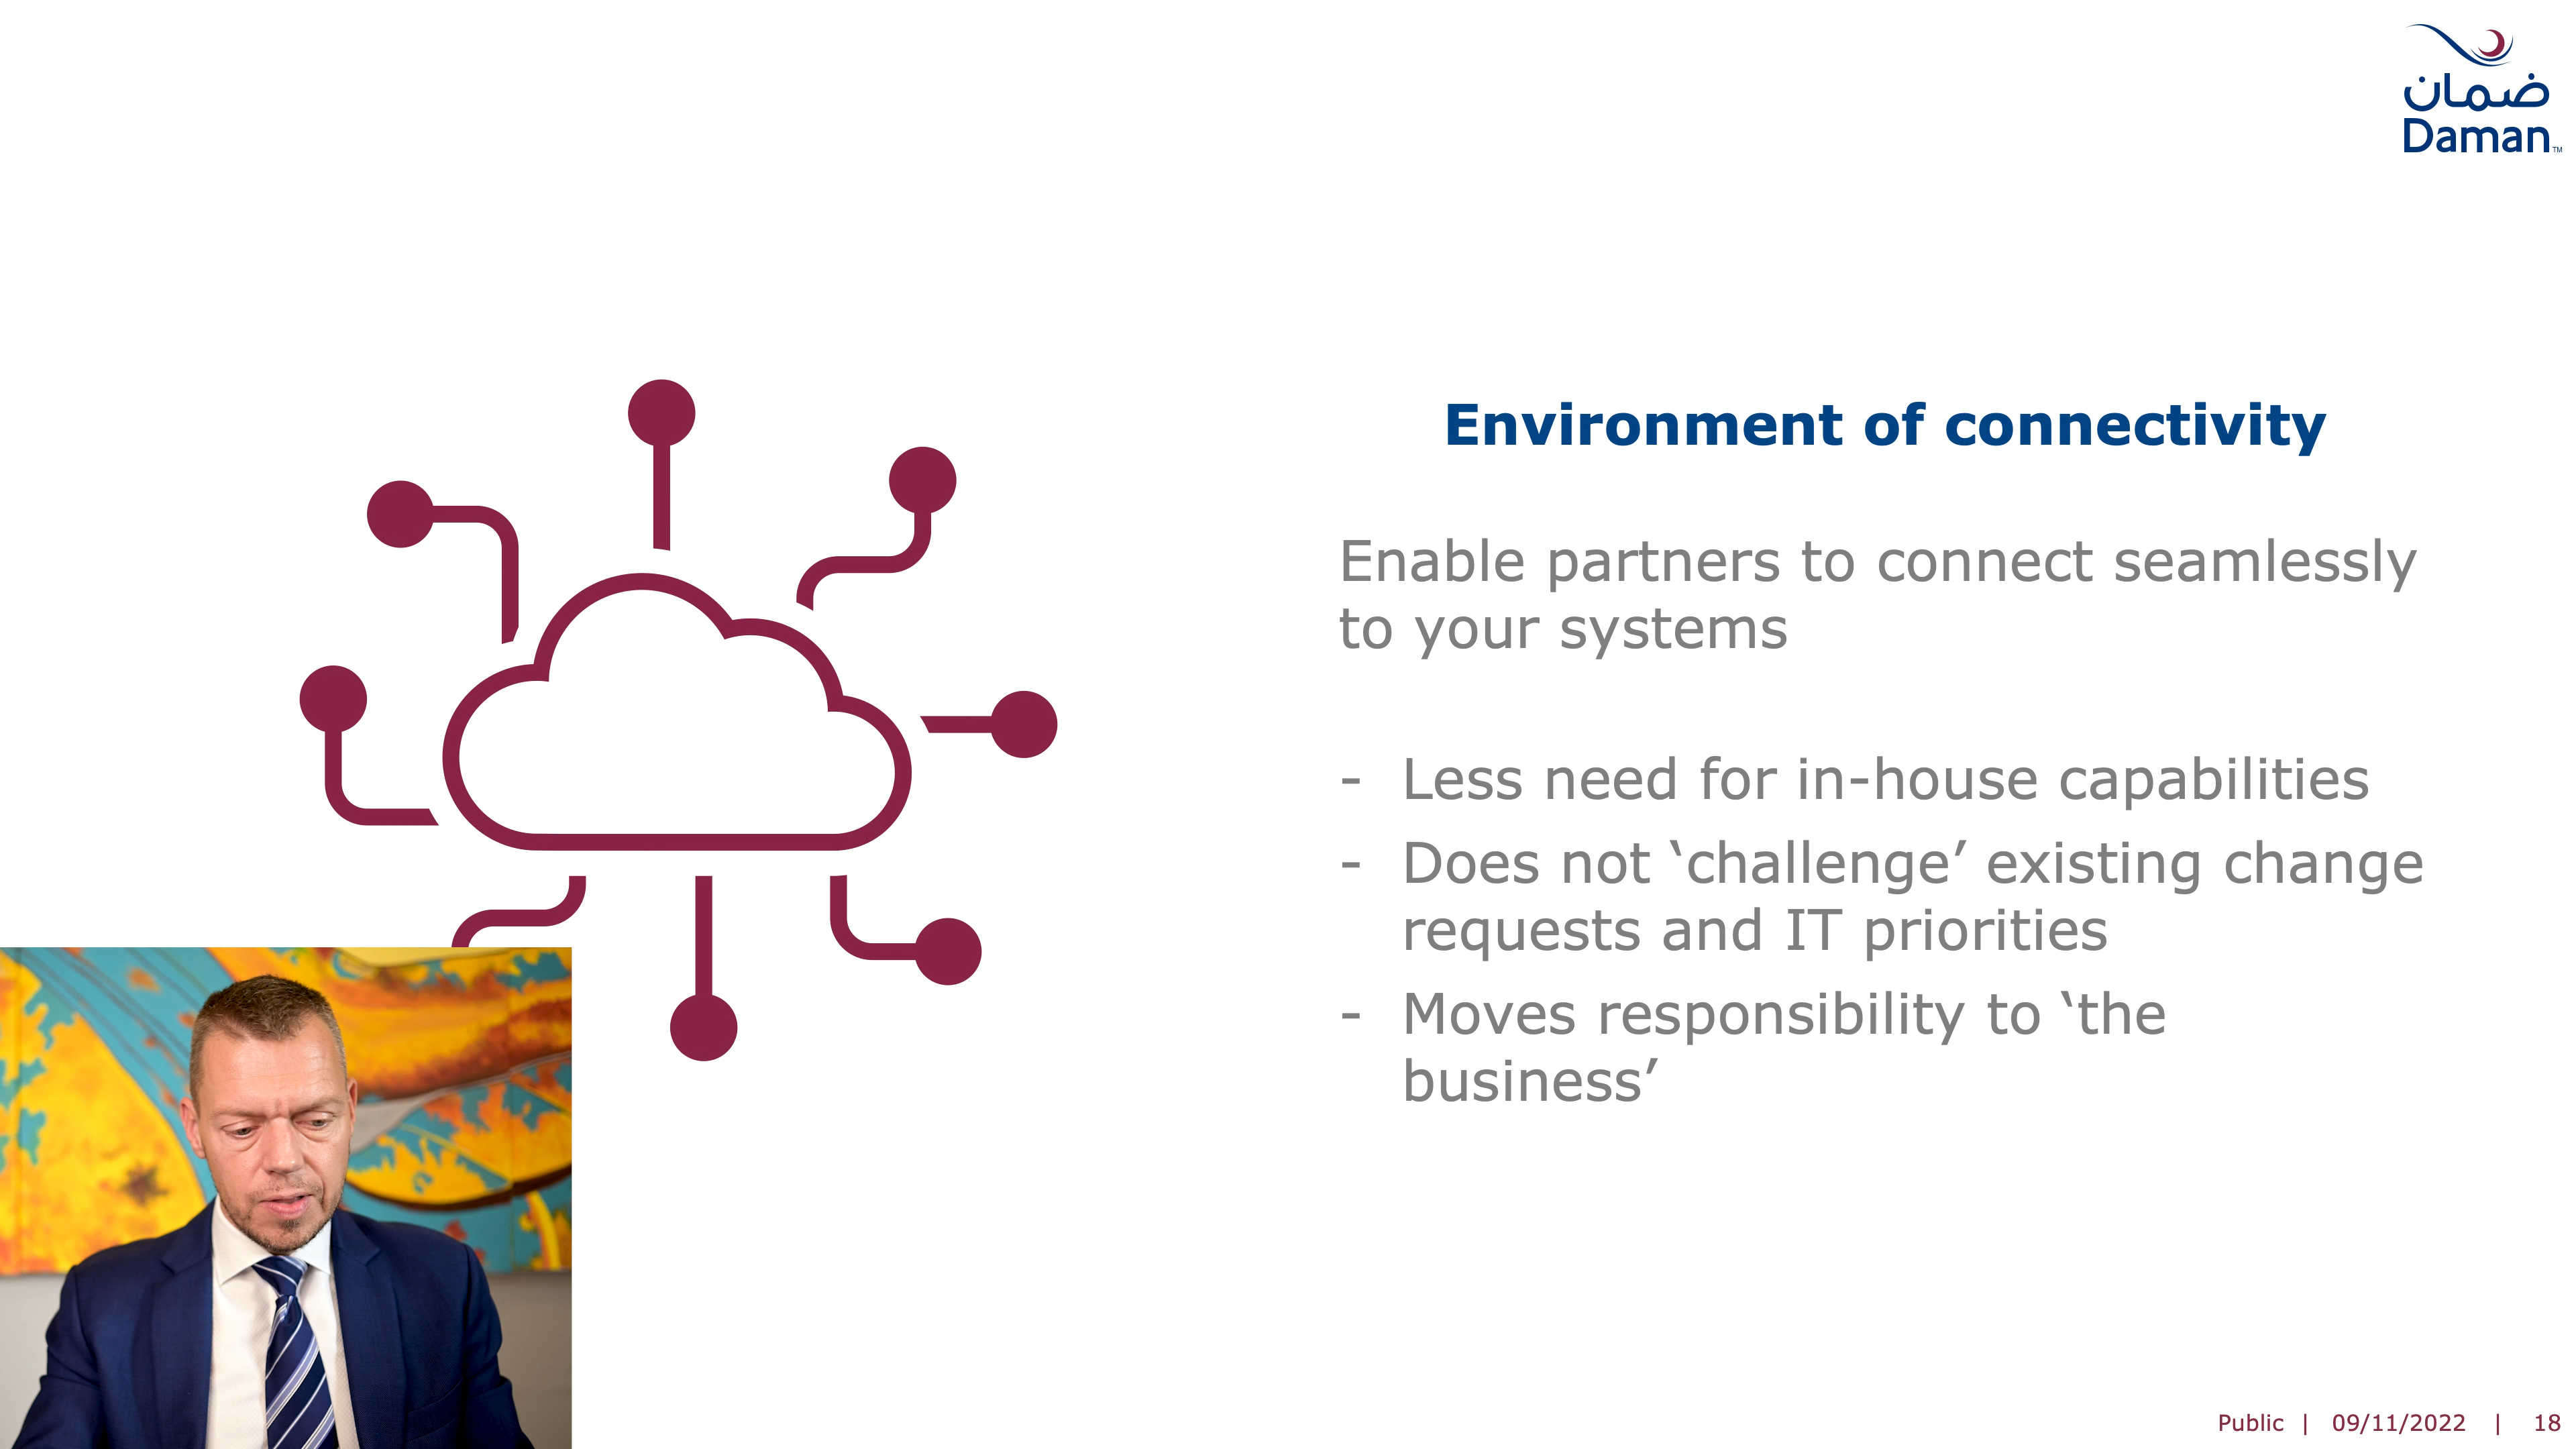 ضمان
Daman™
Environment of connectivity
Enable partners to connect seamlessly
to your systems
- Less need for in-house capabilities
- Does not ‘challenge’ existing change
requests and IT priorities
- Moves responsibility to ‘the
business’
Public | 09/11/2022 | 18